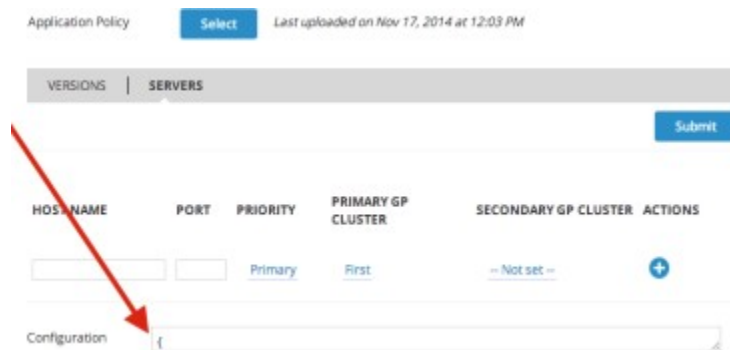 Application Policy Select Last uploaded on Nov 17, 2014 at 12:03 PM
VERSIONS | SERVERS
Submit
HOST NAME PORT PRIORITY PRIMARY GP CLUSTER SECONDARY GP CLUSTER ACTIONS
Primary First -- Not set --
Configuration {